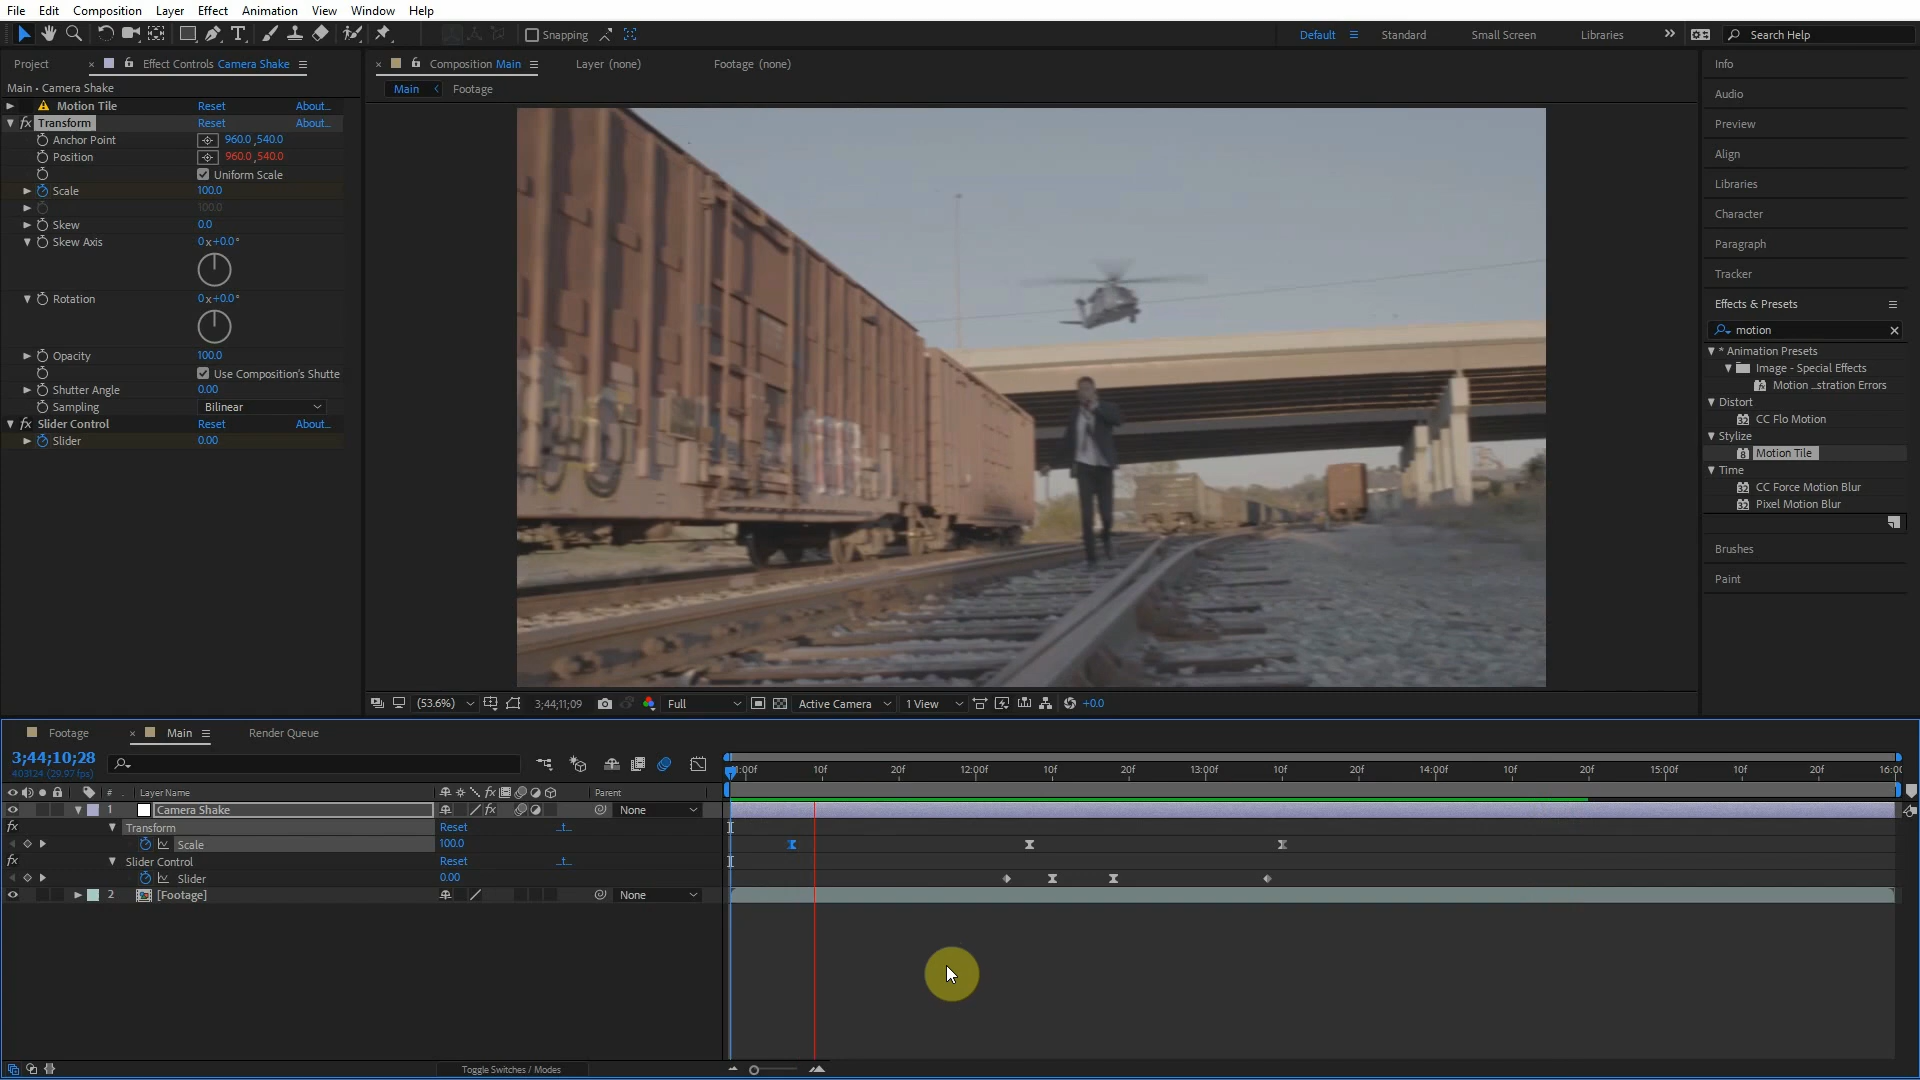 File Edit Composition Layer Effect Animation View Window Help
Snapping Default Standard Small Screen Libraries Search Help
Project Effect Controls Camera Shake
Composition Main Layer (none) Footage (none)
Main • Camera Shake
Main Footage
Motion Tile Reset About...
Transform Reset About...
Anchor Point 960.0,540.0
Position 960.0,540.0
Uniform Scale
Scale 100.0
100.0
Skew 0.0
Skew Axis 0x+0.0°
Rotation 0x+0.0°
Opacity 100.0
Use Composition's Shutte
Shutter Angle 0.00
Sampling Bilinear
Slider Control Reset About...
Slider 0.00
Info
Audio
Preview
Align
Libraries
Character
Paragraph
Tracker
Effects & Presets
motion
* Animation Presets
Image - Special Effects
Motion ...stration Errors
Distort
CC Flo Motion
Stylize
Motion Tile
Time
CC Force Motion Blur
Pixel Motion Blur
Brushes
Paint
(53.6%) 3;44;11;09 Full Active Camera 1 View +0.0
Footage Main Render Queue
3;44;10;28
403124 (29.97 fps)
1:00f 10f 20f 12:00f 10f 20f 13:00f 10f 20f 14:00f 10f 20f 15:00f 10f 20f 16:00
# Layer Name Parent
1 Camera Shake None
Transform Reset
Scale 100.0
Slider Control Reset
Slider 0.00
2 [Footage] None
Toggle Switches / Modes